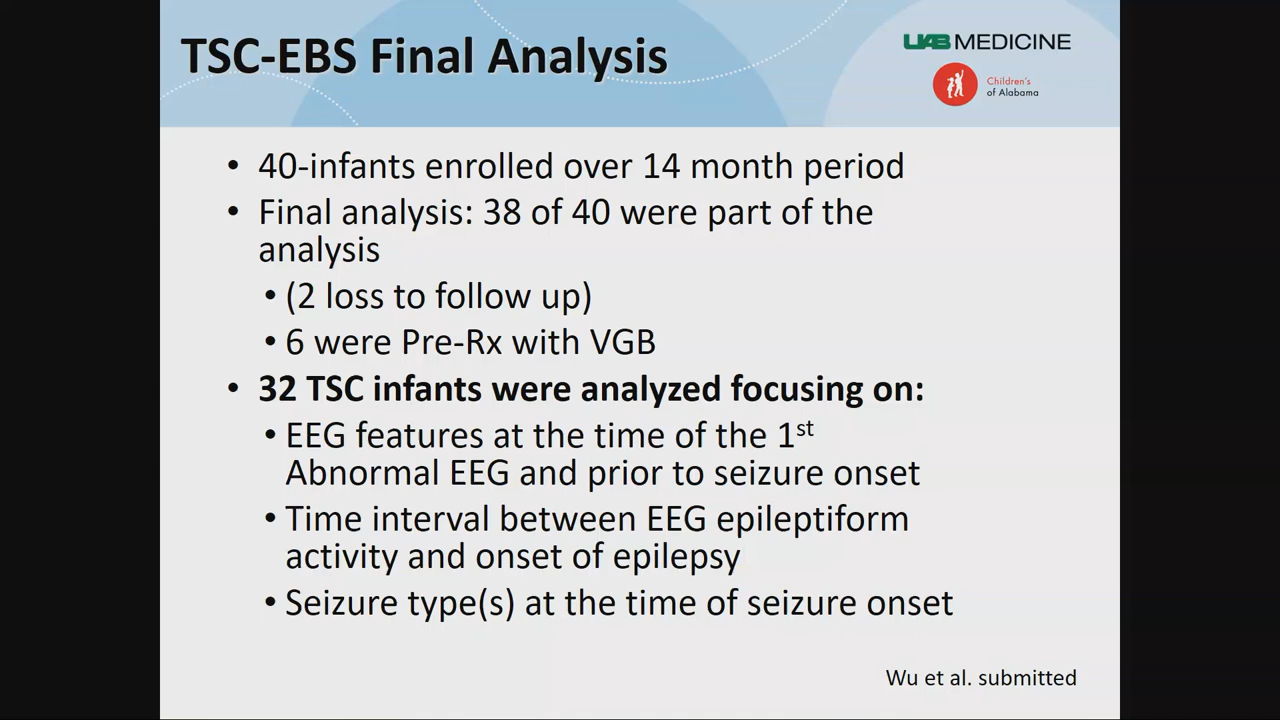 TSC-EBS Final Analysis
UAB MEDICINE
Children's
of Alabama
• 40-infants enrolled over 14 month period
• Final analysis: 38 of 40 were part of the
analysis
• (2 loss to follow up)
• 6 were Pre-Rx with VGB
• 32 TSC infants were analyzed focusing on:
• EEG features at the time of the 1st
Abnormal EEG and prior to seizure onset
• Time interval between EEG epileptiform
activity and onset of epilepsy
• Seizure type(s) at the time of seizure onset
Wu et al. submitted